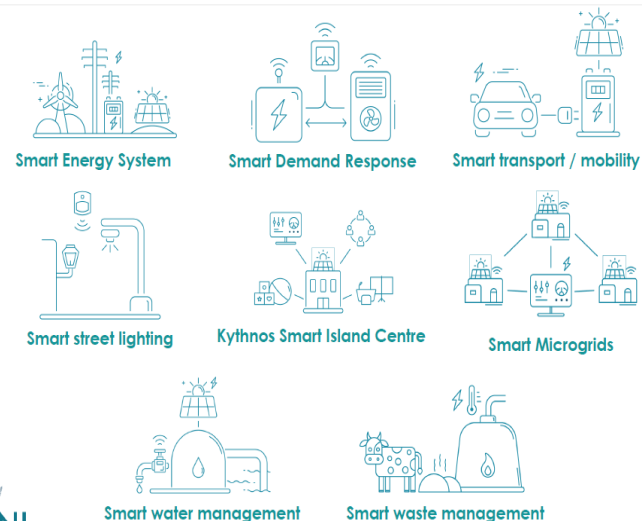 Smart Energy System
Smart Demand Response
Smart transport / mobility
Smart street lighting
Kythnos Smart Island Centre
Smart Microgrids
Smart water management
Smart waste management